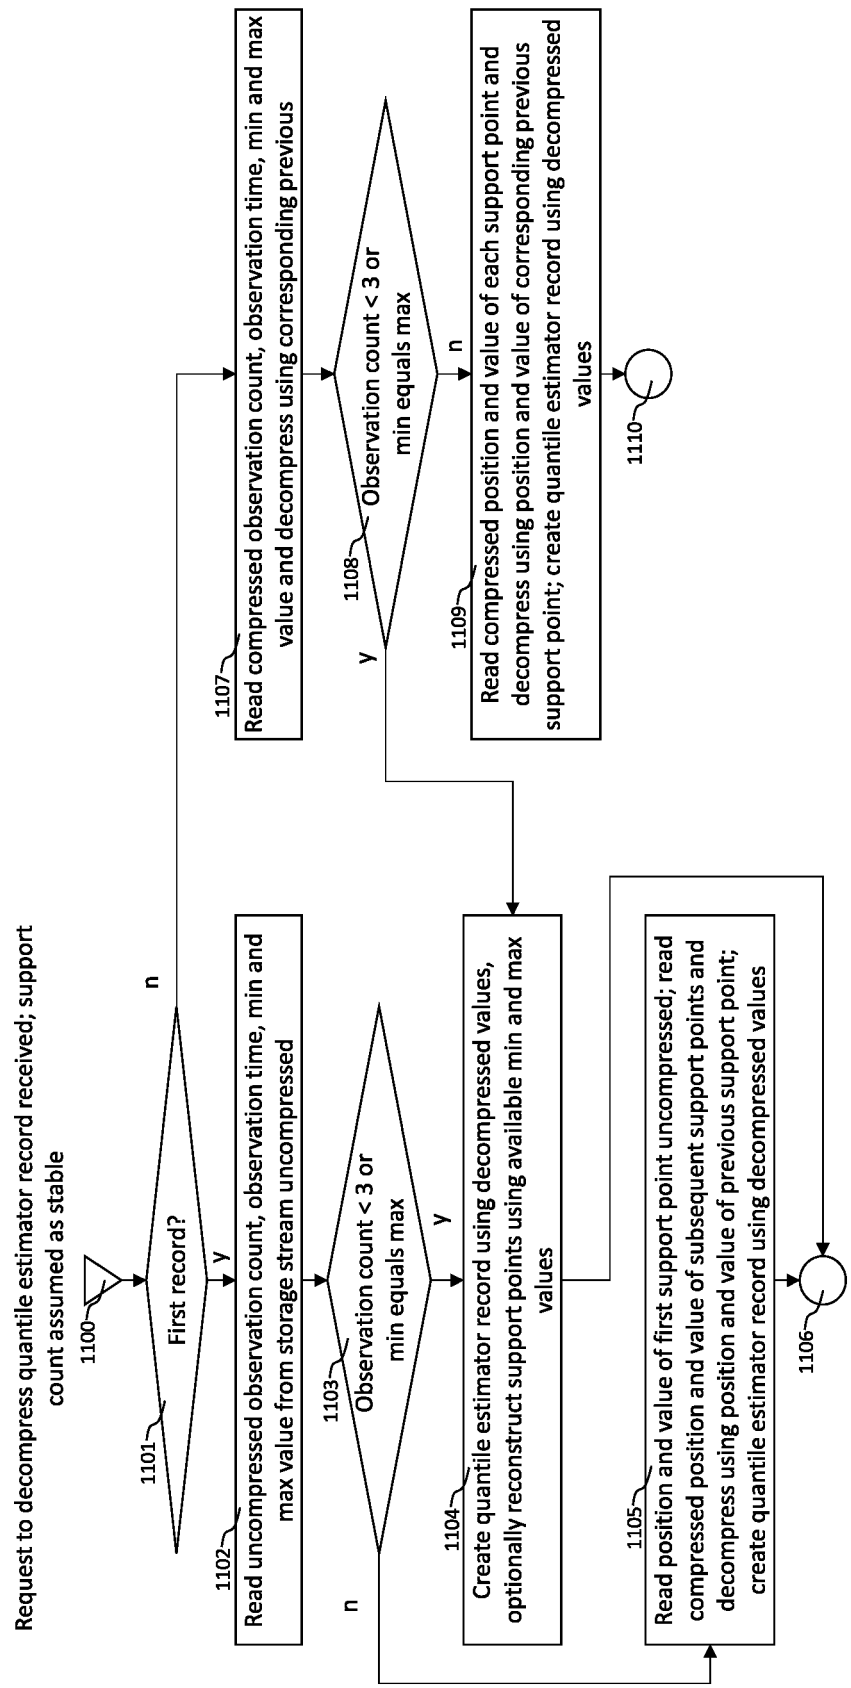 Request to decompress quantile estimator record received; support
count assumed as stable
1100
1101
First record?
y
n
1102
Read uncompressed observation count, observation time, min and
max value from storage stream uncompressed
1103
Observation count < 3 or
min equals max
y
n
1104
Create quantile estimator record using decompressed values,
optionally reconstruct support points using available min and max
values
1105
Read position and value of first support point uncompressed; read
compressed position and value of subsequent support points and
decompress using position and value of previous support point;
create quantile estimator record using decompressed values
1106
1107
Read compressed observation count, observation time, min and max
value and decompress using corresponding previous
1108
Observation count < 3 or
min equals max
y
n
1109
Read compressed position and value of each support point and
decompress using position and value of corresponding previous
support point; create quantile estimator record using decompressed
values
1110